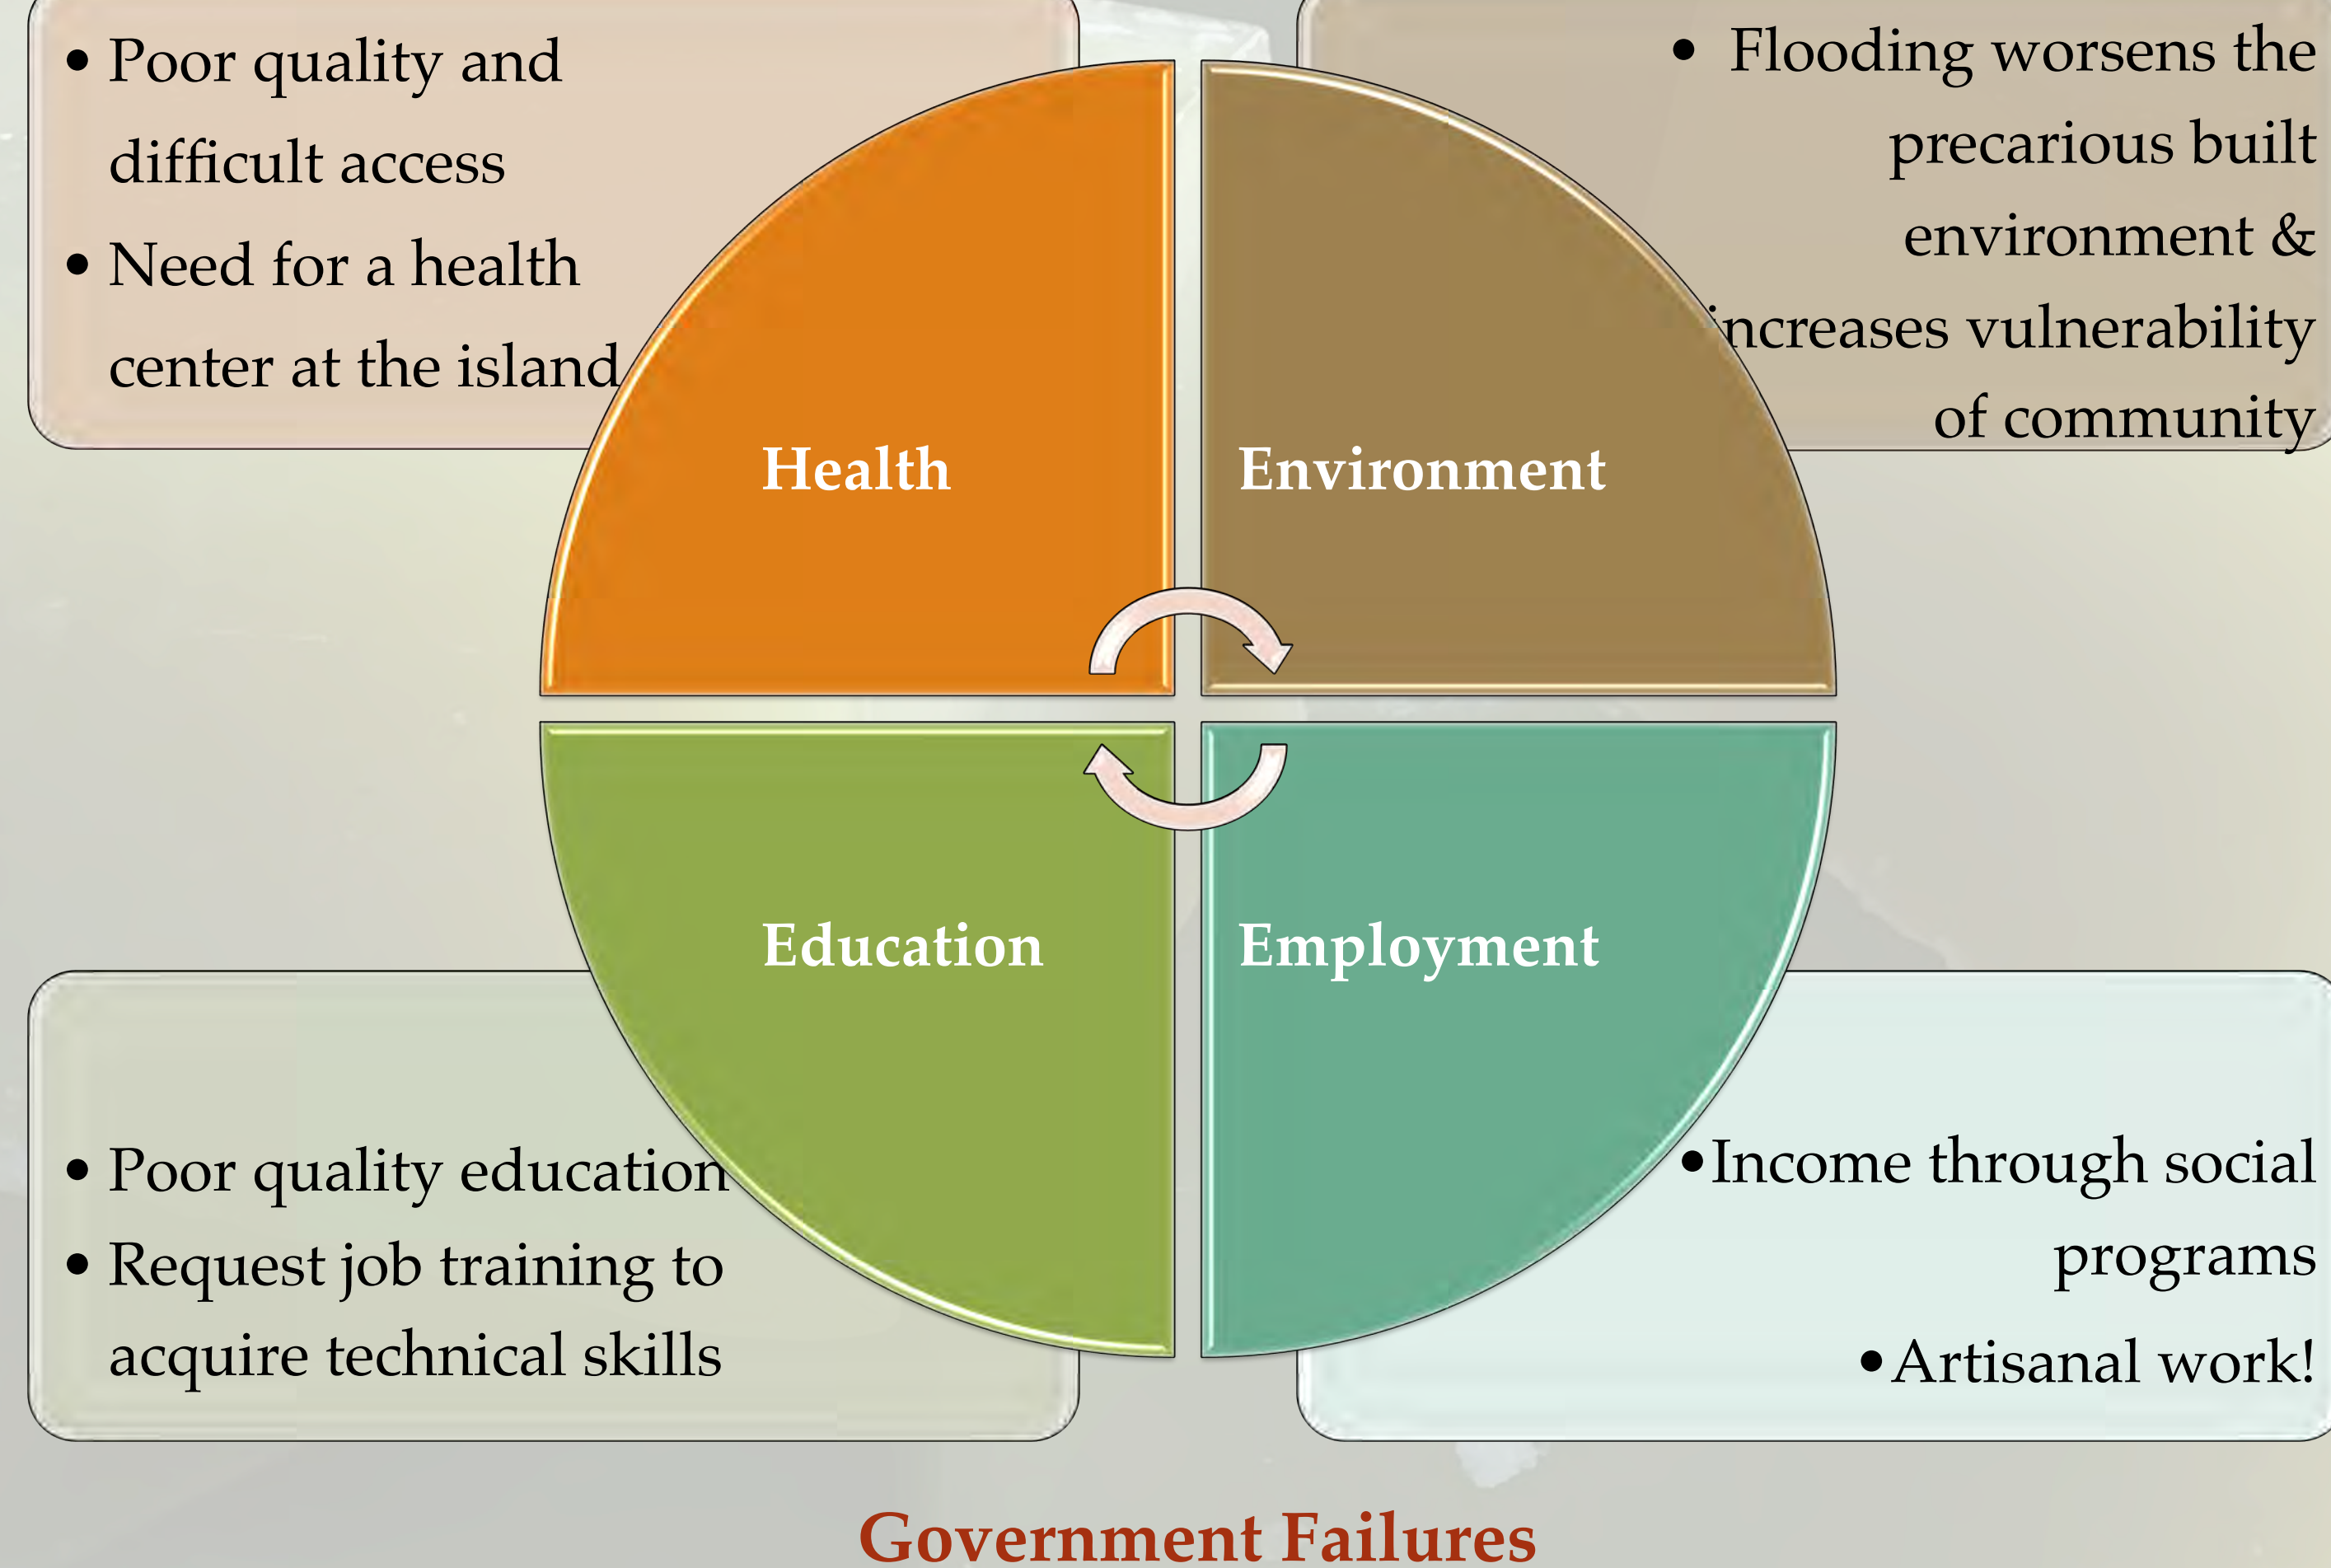 • Poor quality and
difficult access
• Need for a health
center at the island
• Flooding worsens the
precarious built
environment &
increases vulnerability
of community
Health
Environment
Education
Employment
• Poor quality education
• Request job training to
acquire technical skills
•Income through social
programs
•Artisanal work!
Government Failures